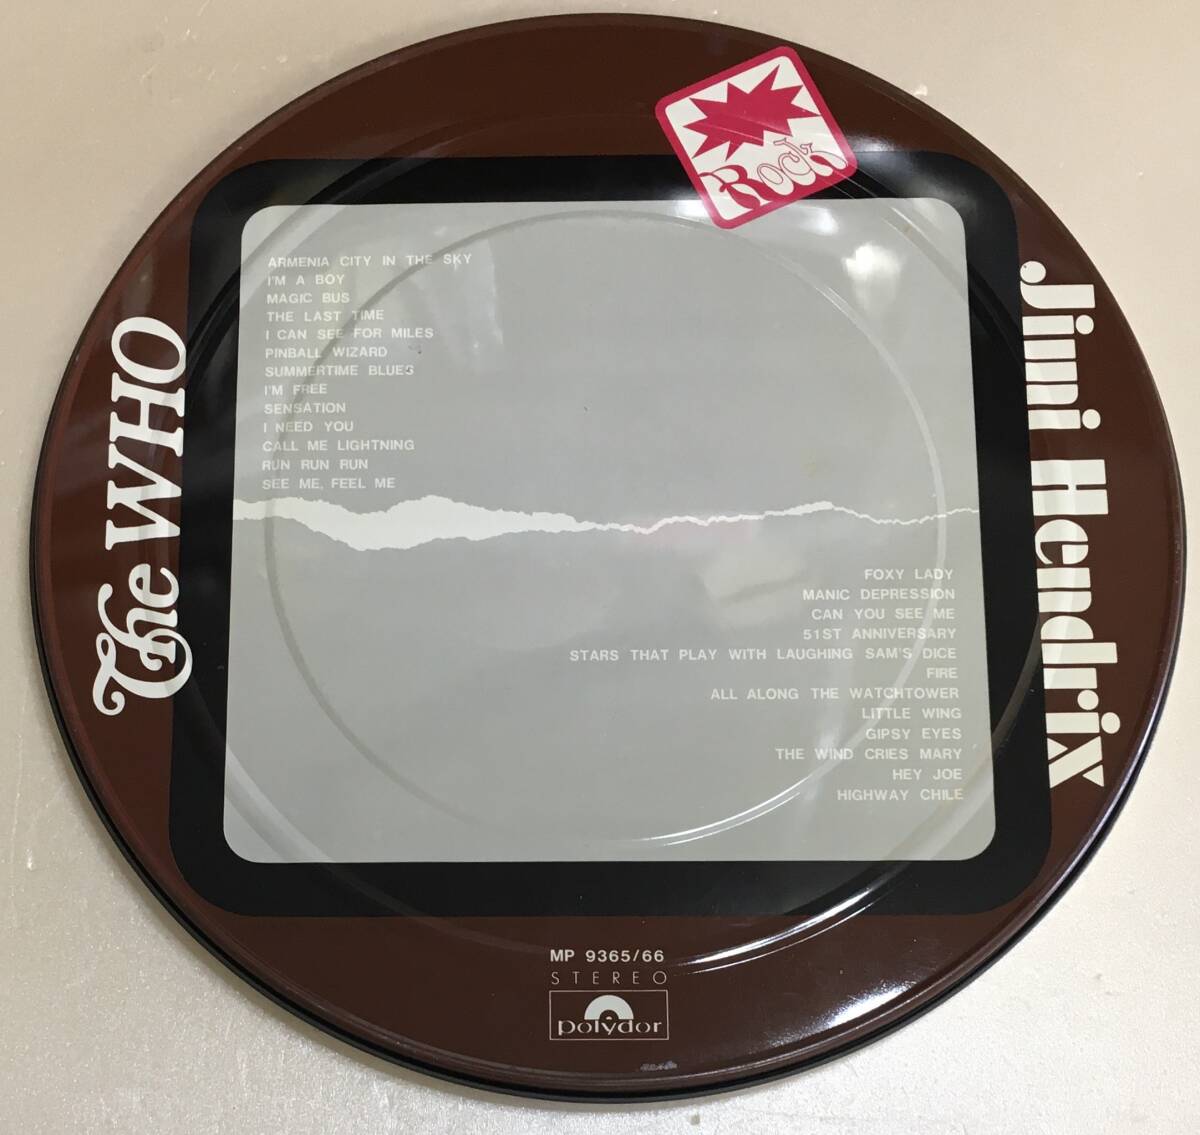 Rock
The WHO
Jimi Hendrix
ARMENIA CITY IN THE SKY
I'M A BOY
MAGIC BUS
THE LAST TIME
I CAN SEE FOR MILES
PINBALL WIZARD
SUMMERTIME BLUES
I'M FREE
SENSATION
I NEED YOU
CALL ME LIGHTNING
RUN RUN RUN
SEE ME, FEEL ME
FOXY LADY
MANIC DEPRESSION
CAN YOU SEE ME
51ST ANNIVERSARY
STARS THAT PLAY WITH LAUGHING SAM'S DICE
FIRE
ALL ALONG THE WATCHTOWER
LITTLE WING
GIPSY EYES
THE WIND CRIES MARY
HEY JOE
HIGHWAY CHILE
MP 9365/66
STEREO
polydor